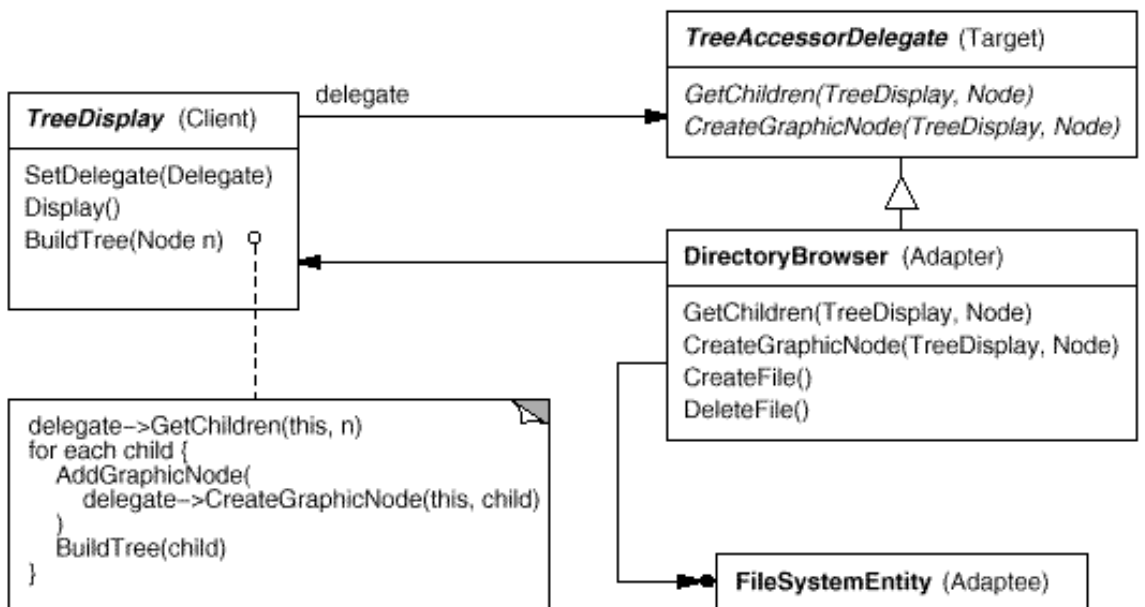 TreeAccessorDelegate (Target)
GetChildren(TreeDisplay, Node)
CreateGraphicNode(TreeDisplay, Node)
delegate
TreeDisplay (Client)
SetDelegate(Delegate)
Display()
BuildTree(Node n)
DirectoryBrowser (Adapter)
GetChildren(TreeDisplay, Node)
CreateGraphicNode(TreeDisplay, Node)
CreateFile()
DeleteFile()
delegate–>GetChildren(this, n)
for each child {
AddGraphicNode(
delegate–>CreateGraphicNode(this, child)
)
BuildTree(child)
}
FileSystemEntity (Adaptee)